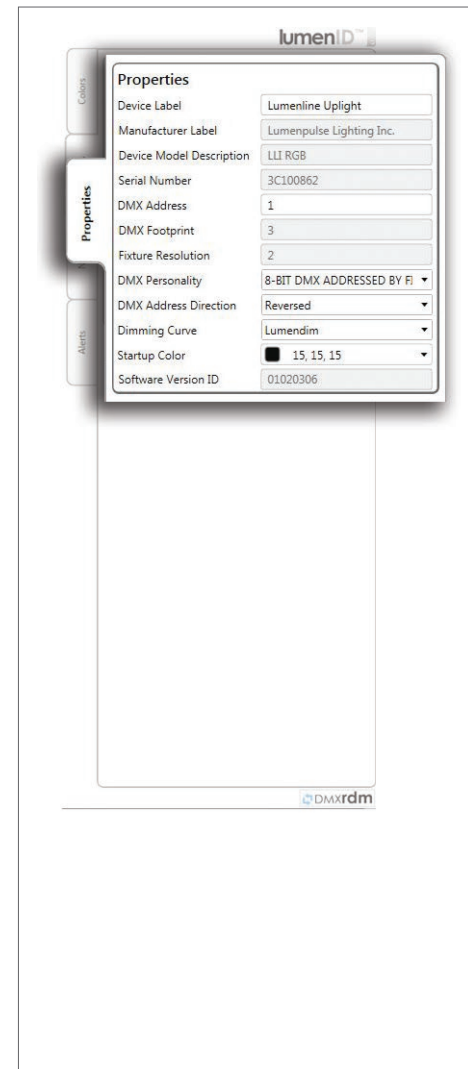 lumenID™
Colors
Properties
Alerts
Properties
Device Label Lumenline Uplight
Manufacturer Label Lumenpulse Lighting Inc.
Device Model Description LLI RGB
Serial Number 3C100862
DMX Address 1
DMX Footprint 3
Fixture Resolution 2
DMX Personality 8-BIT DMX ADDRESSED BY
DMX Address Direction Reversed
Dimming Curve Lumendim
Startup Color 15, 15, 15
Software Version ID 01020306
DMXrdm